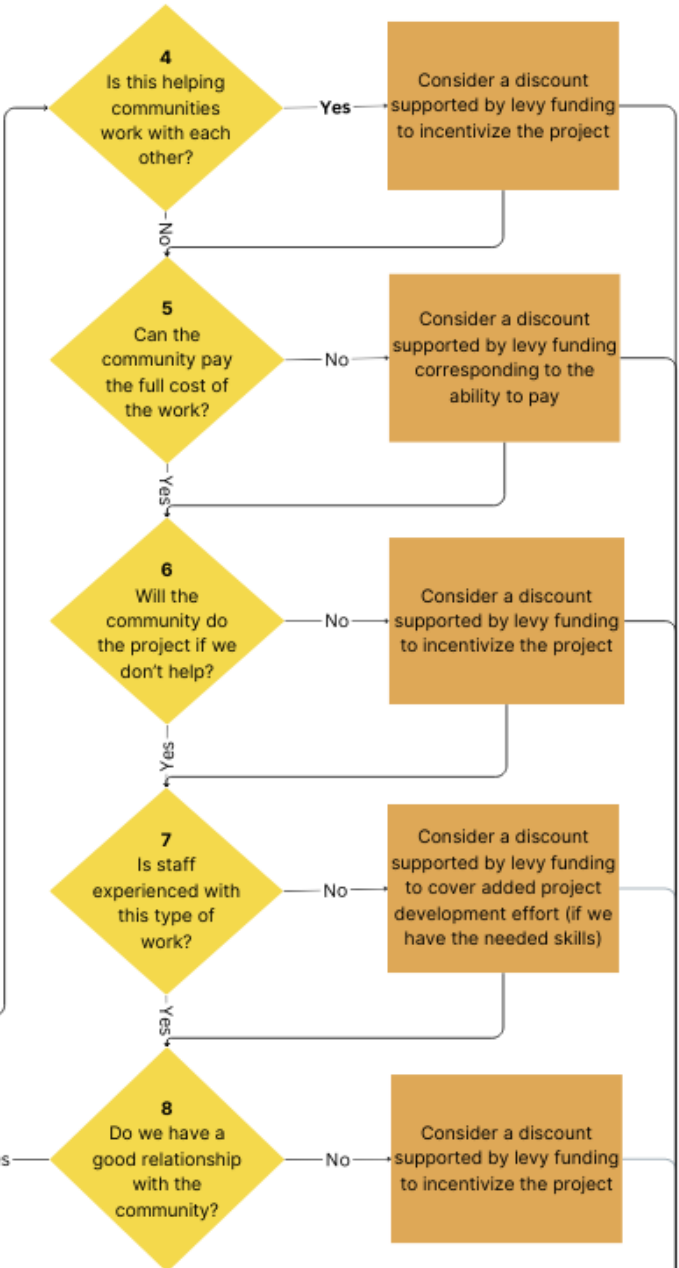 4
Is this helping
communities
work with each
other?
Yes
Consider a discount
supported by levy funding
to incentivize the project
No
5
Can the
community pay
the full cost of
the work?
No
Consider a discount
supported by levy funding
corresponding to the
ability to pay
Yes
6
Will the
community do
the project if we
don't help?
No
Consider a discount
supported by levy funding
to incentivize the project
Yes
7
Is staff
experienced with
this type of
work?
No
Consider a discount
supported by levy funding
to cover added project
development effort (if we
have the needed skills)
Yes
8
Do we have a
good relationship
with the
community?
s
No
Consider a discount
supported by levy funding
to incentivize the project